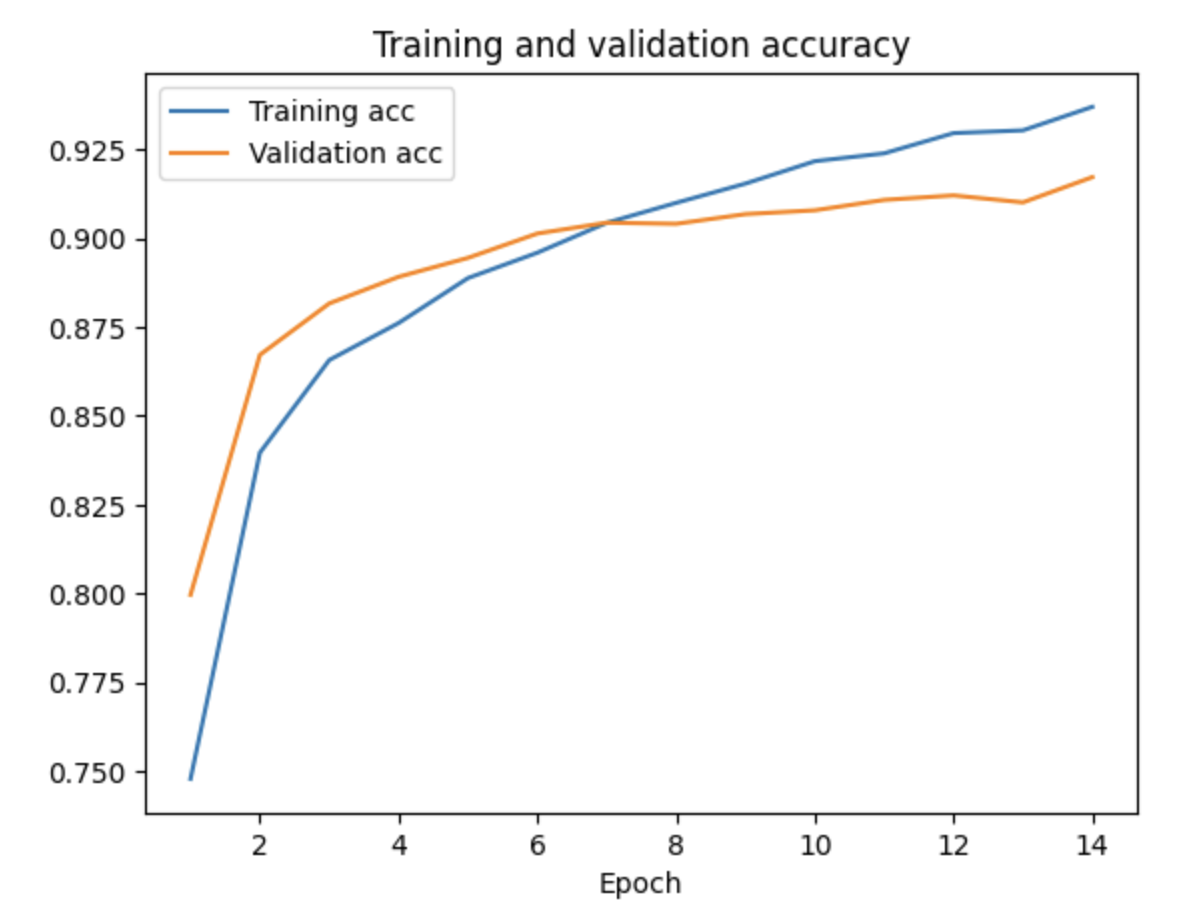 Training and validation accuracy
Training acc
Validation acc
0.925
0.900
0.875
0.850
0.825
0.800
0.775
0.750
2 4 6 8 10 12 14
Epoch